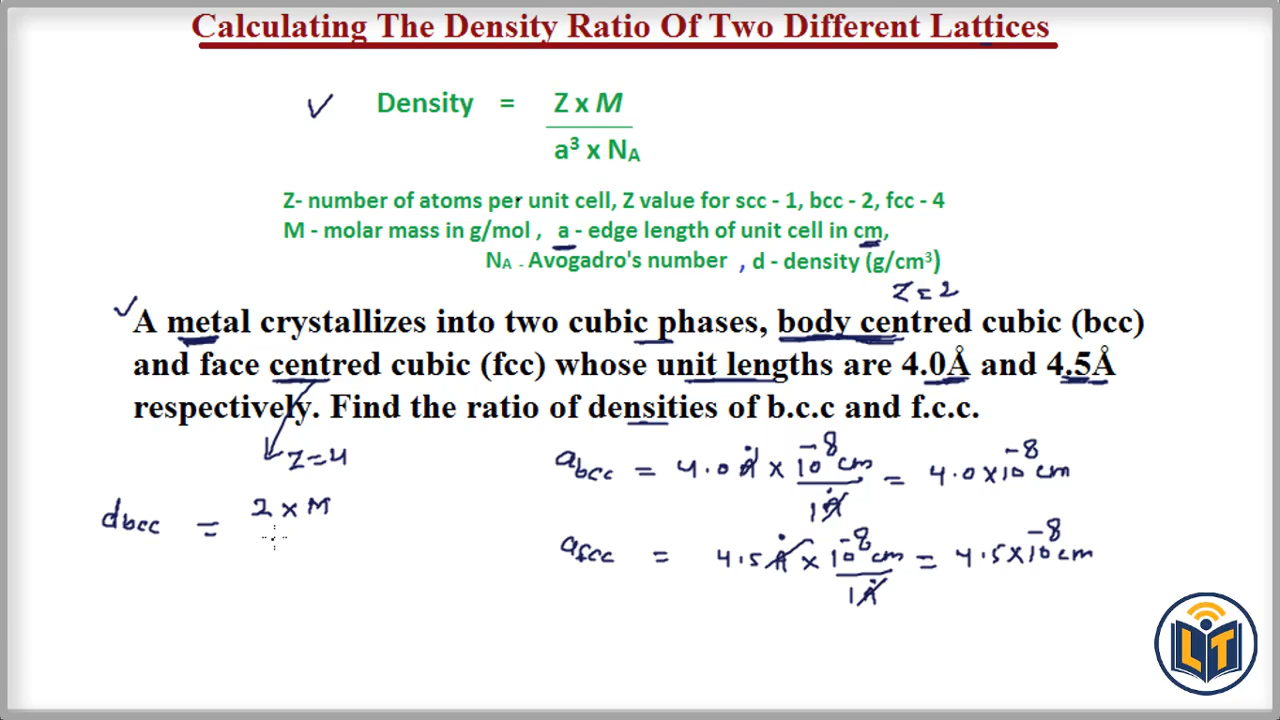 Calculating The Density Ratio Of Two Different Lattices
✓ Density = Z x M
a³ x NA
Z- number of atoms per unit cell, Z value for scc - 1, bcc - 2, fcc - 4
M - molar mass in g/mol , a - edge length of unit cell in cm,
NA - Avogadro's number , d - density (g/cm³)
Z = 2
✓ A metal crystallizes into two cubic phases, body centred cubic (bcc)
and face centred cubic (fcc) whose unit lengths are 4.0Å and 4.5Å
respectively. Find the ratio of densities of b.c.c and f.c.c.
Z=4
abcc = 4.0 Å x 10⁻⁸ cm / 1Å = 4.0 x 10⁻⁸ cm
dbcc = 2 x M
afcc = 4.5 Å x 10⁻⁸ cm / 1Å = 4.5 x 10⁻⁸ cm
LT